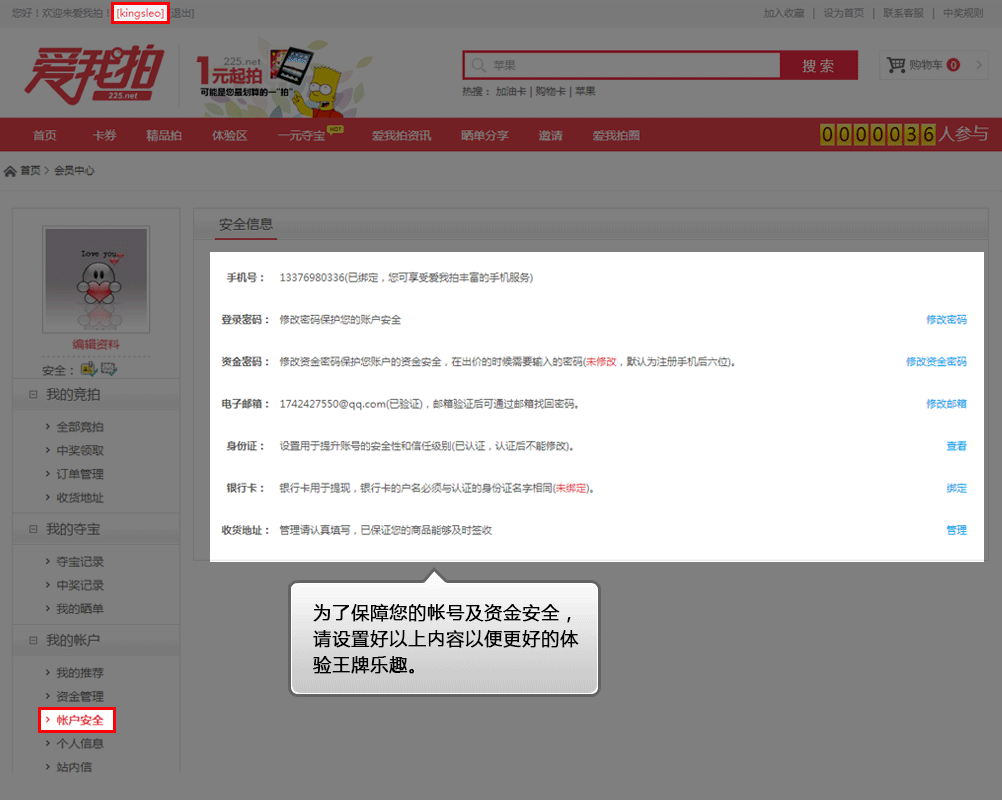 您好！欢迎来爱我拍！ [kingsleo] [退出]
加入收藏 | 设为首页 | 联系客服 | 中奖规则
爱我拍
225.net
225.net
1元起拍
可能是您最划算的一“拍”
苹果
搜 索
购物车 0
热搜： 加油卡 | 购物卡 | 苹果
首页 卡券 精品拍 体验区 一元夺宝 HOT 爱我拍资讯 晒单分享 邀请 爱我拍圈
0000036人参与
首页 > 会员中心
Love you...
编辑资料
安全：
我的竞拍
全部竞拍
中奖领取
订单管理
收货地址
我的夺宝
夺宝记录
中奖记录
我的晒单
我的帐户
我的推荐
资金管理
帐户安全
个人信息
站内信
安全信息
手机号： 13376980336(已绑定，您可享受爱我拍丰富的手机服务)
登录密码： 修改密码保护您的账户安全 修改密码
资金密码： 修改资金密码保护您账户的资金安全，在出价的时候需要输入的密码(未修改，默认为注册手机后六位)。 修改资金密码
电子邮箱： 1742427550@qq.com(已验证)，邮箱验证后可通过邮箱找回密码。 修改邮箱
身份证： 设置用于提升账号的安全性和信任级别(已认证，认证后不能修改)。 查看
银行卡： 银行卡用于提现，银行卡的户名必须与认证的身份证名字相同(未绑定)。 绑定
收货地址： 管理请认真填写，已保证您的商品能够及时签收 管理
为了保障您的帐号及资金安全，
请设置好以上内容以便更好的体
验王牌乐趣。